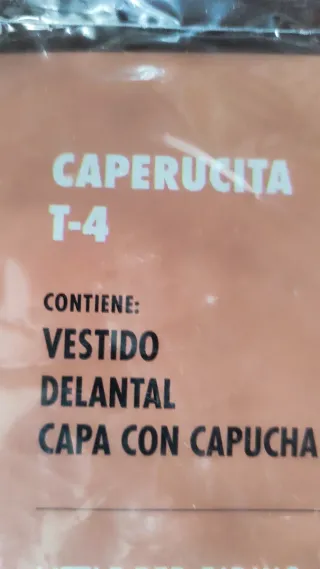 CAPERUCITA
T-4
CONTIENE:
VESTIDO
DELANTAL
CAPA CON CAPUCHA